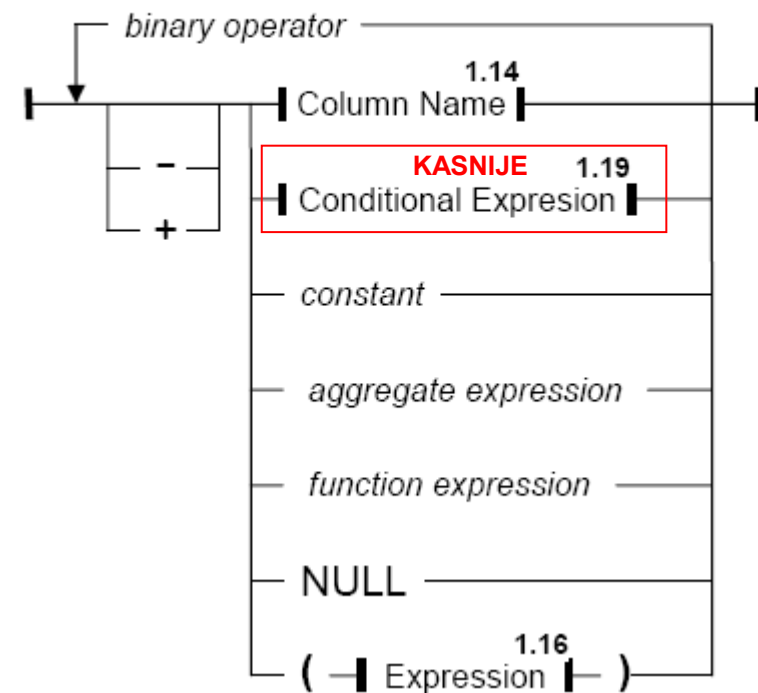 binary operator
1.14
Column Name
-
+
KASNIJE 1.19
Conditional Expresion
constant
aggregate expression
function expression
NULL
1.16
( Expression )